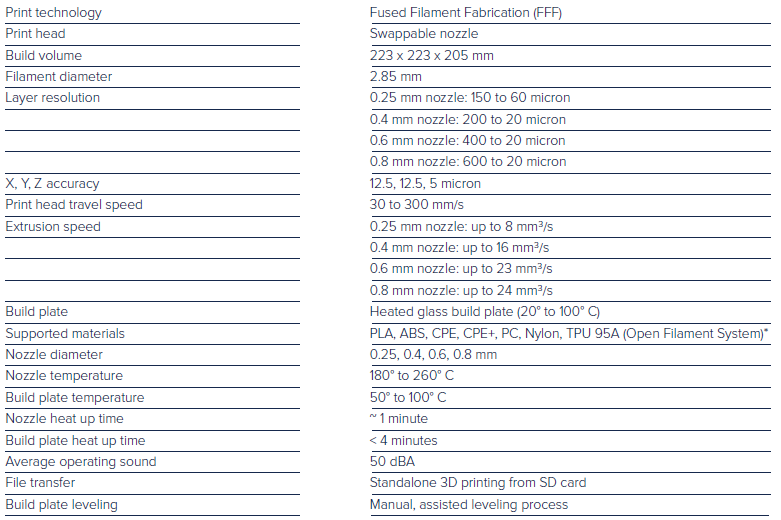 Print technology Fused Filament Fabrication (FFF)
Print head Swappable nozzle
Build volume 223 x 223 x 205 mm
Filament diameter 2.85 mm
Layer resolution 0.25 mm nozzle: 150 to 60 micron
0.4 mm nozzle: 200 to 20 micron
0.6 mm nozzle: 400 to 20 micron
0.8 mm nozzle: 600 to 20 micron
X, Y, Z accuracy 12.5, 12.5, 5 micron
Print head travel speed 30 to 300 mm/s
Extrusion speed 0.25 mm nozzle: up to 8 mm³/s
0.4 mm nozzle: up to 16 mm³/s
0.6 mm nozzle: up to 23 mm³/s
0.8 mm nozzle: up to 24 mm³/s
Build plate Heated glass build plate (20° to 100° C)
Supported materials PLA, ABS, CPE, CPE+, PC, Nylon, TPU 95A (Open Filament System)*
Nozzle diameter 0.25, 0.4, 0.6, 0.8 mm
Nozzle temperature 180° to 260° C
Build plate temperature 50° to 100° C
Nozzle heat up time ~ 1 minute
Build plate heat up time < 4 minutes
Average operating sound 50 dBA
File transfer Standalone 3D printing from SD card
Build plate leveling Manual, assisted leveling process